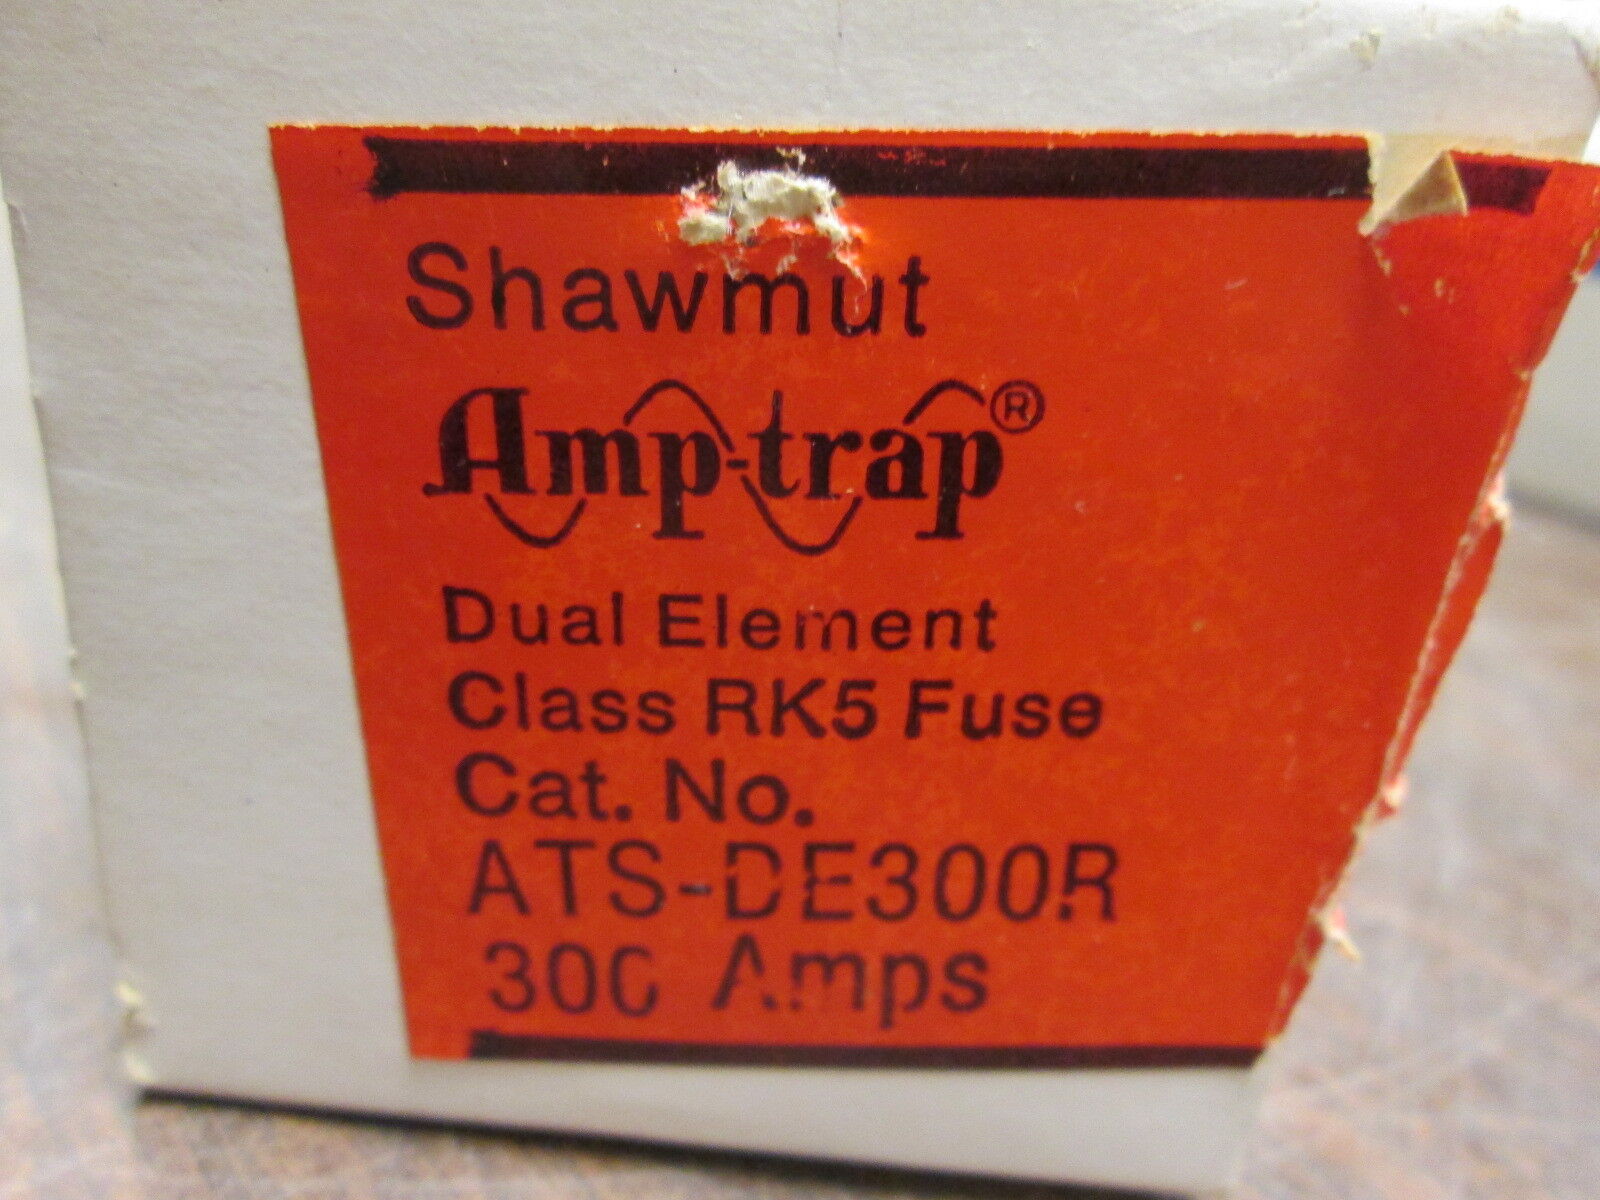 Shawmut
Amp-trap®
Dual Element
Class RK5 Fuse
Cat. No.
ATS-DE300R
300 Amps